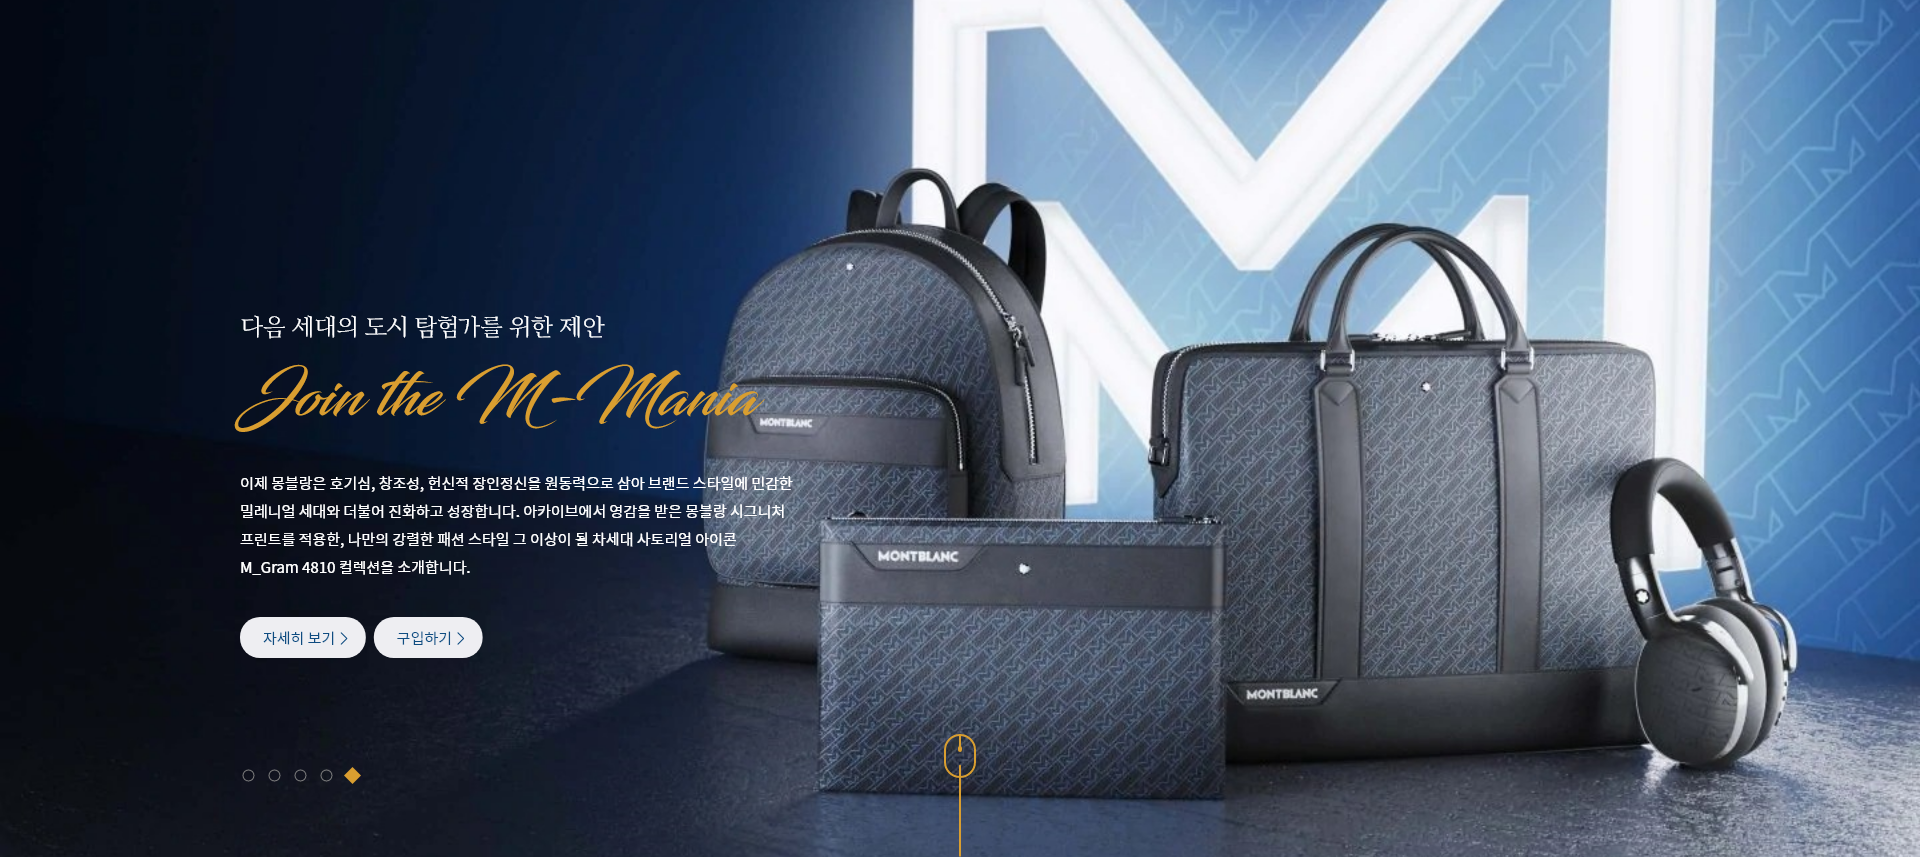 다음 세대의 도시 탐험가를 위한 제안
Join the M-Mania
이제 몽블랑은 호기심, 창조성, 헌신적 장인정신을 원동력으로 삼아 브랜드 스타일에 민감한
밀레니얼 세대와 더불어 진화하고 성장합니다. 아카이브에서 영감을 받은 몽블랑 시그니처
프린트를 적용한, 나만의 강렬한 패션 스타일 그 이상이 될 차세대 사토리얼 아이콘
M_Gram 4810 컬렉션을 소개합니다.
자세히 보기 >
구입하기 >
MONTBLANC
MONTBLANC
MONTBLANC